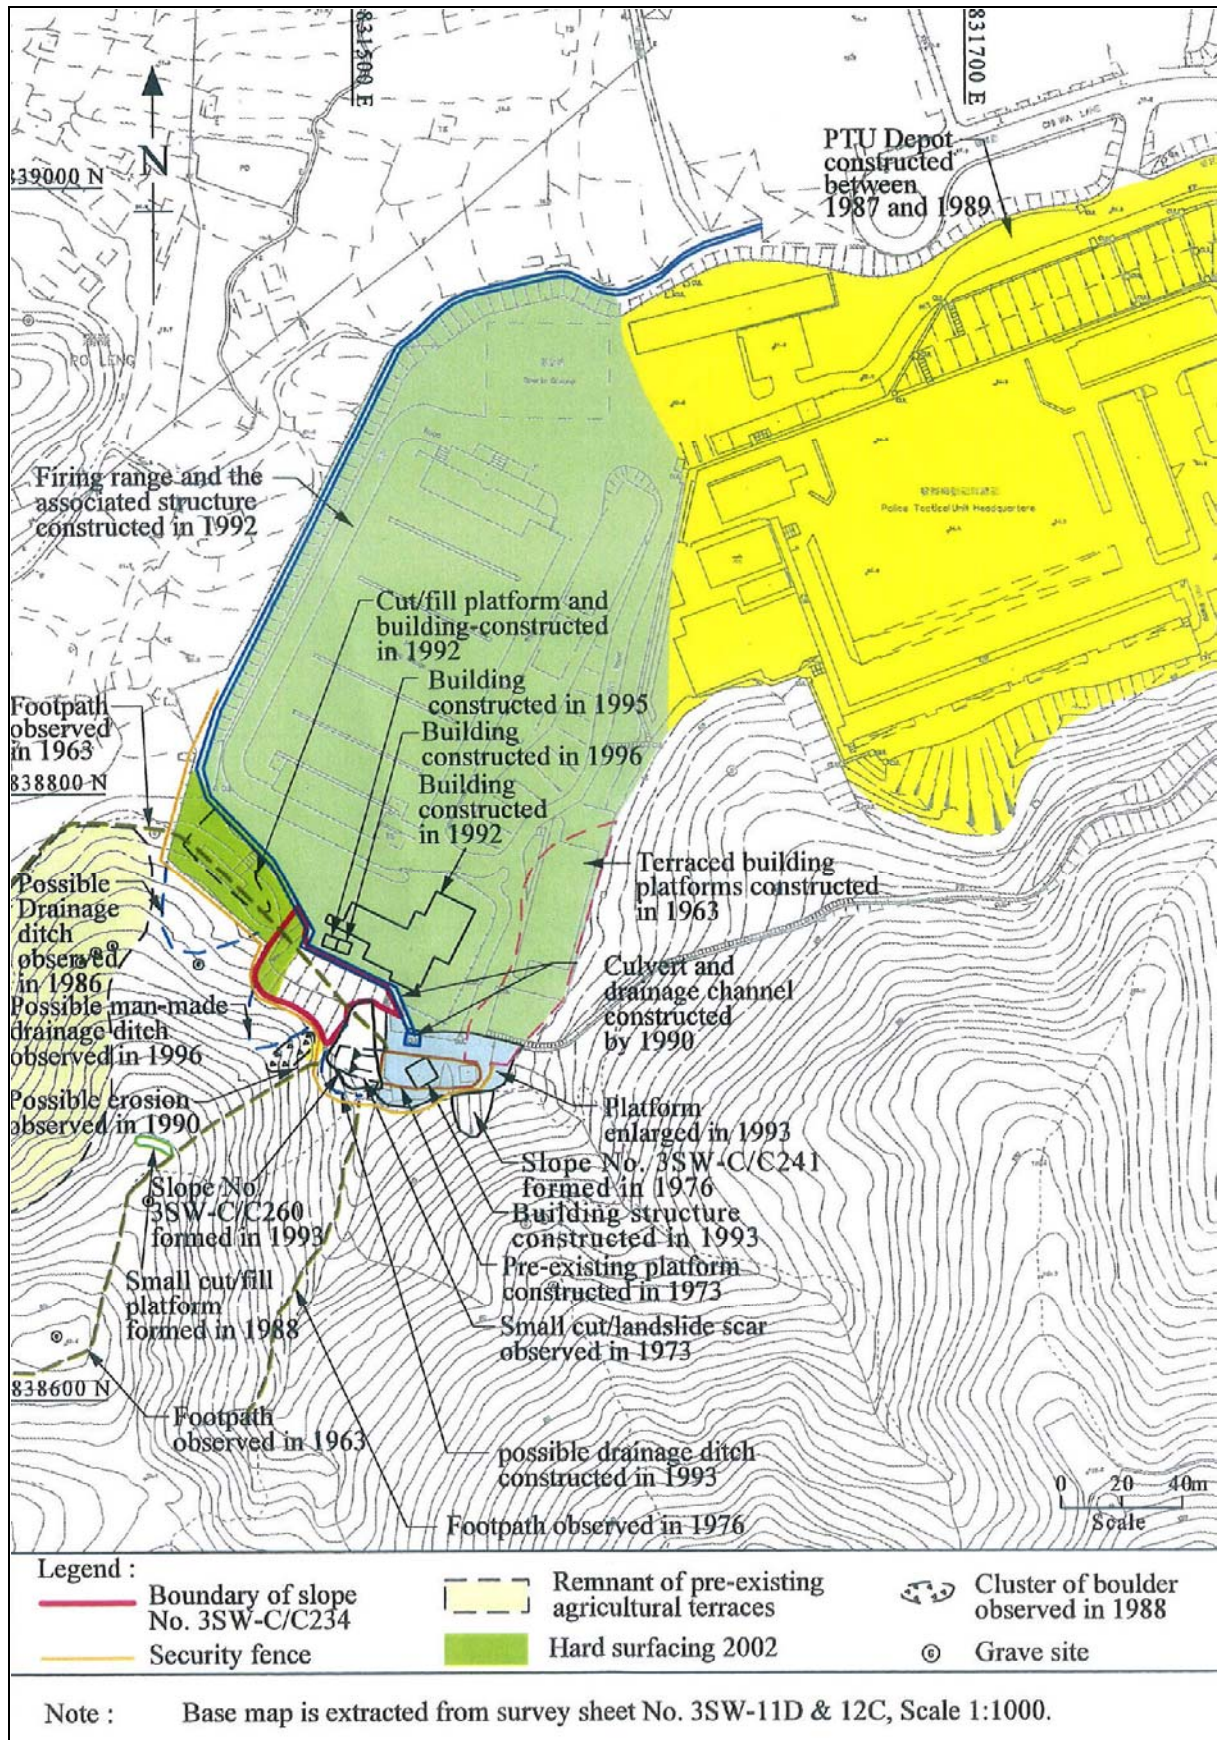 831500 E
831700 E
839000 N
N
PTU Depot
constructed
between
1987 and 1989
PO LENG
Firing range and the
associated structure
constructed in 1992
Police Tactical Unit Headquarters
Cut/fill platform and
building-constructed
in 1992
Building
constructed in 1995
Building
constructed in 1996
Building
constructed
in 1992
Footpath
observed
in 1963
838800 N
Terraced building
platforms constructed
in 1963
Possible
Drainage
ditch
observed
in 1986
Possible man-made
drainage ditch
observed in 1996
Culvert and
drainage channel
constructed
by 1990
Possible erosion
observed in 1990
Platform
enlarged in 1993
Slope No. 3SW-C/C241
formed in 1976
Slope No.
3SW-C/C260
formed in 1993
Building structure
constructed in 1993
Pre-existing platform
constructed in 1973
Small cut/fill
platform
formed in 1988
Small cut/landslide scar
observed in 1973
838600 N
Footpath
observed in 1963
possible drainage ditch
constructed in 1993
Footpath observed in 1976
0 20 40m
Scale
Legend :
Boundary of slope
No. 3SW-C/C234
Security fence
Remnant of pre-existing
agricultural terraces
Hard surfacing 2002
Cluster of boulder
observed in 1988
G Grave site
Note : Base map is extracted from survey sheet No. 3SW-11D & 12C, Scale 1:1000.